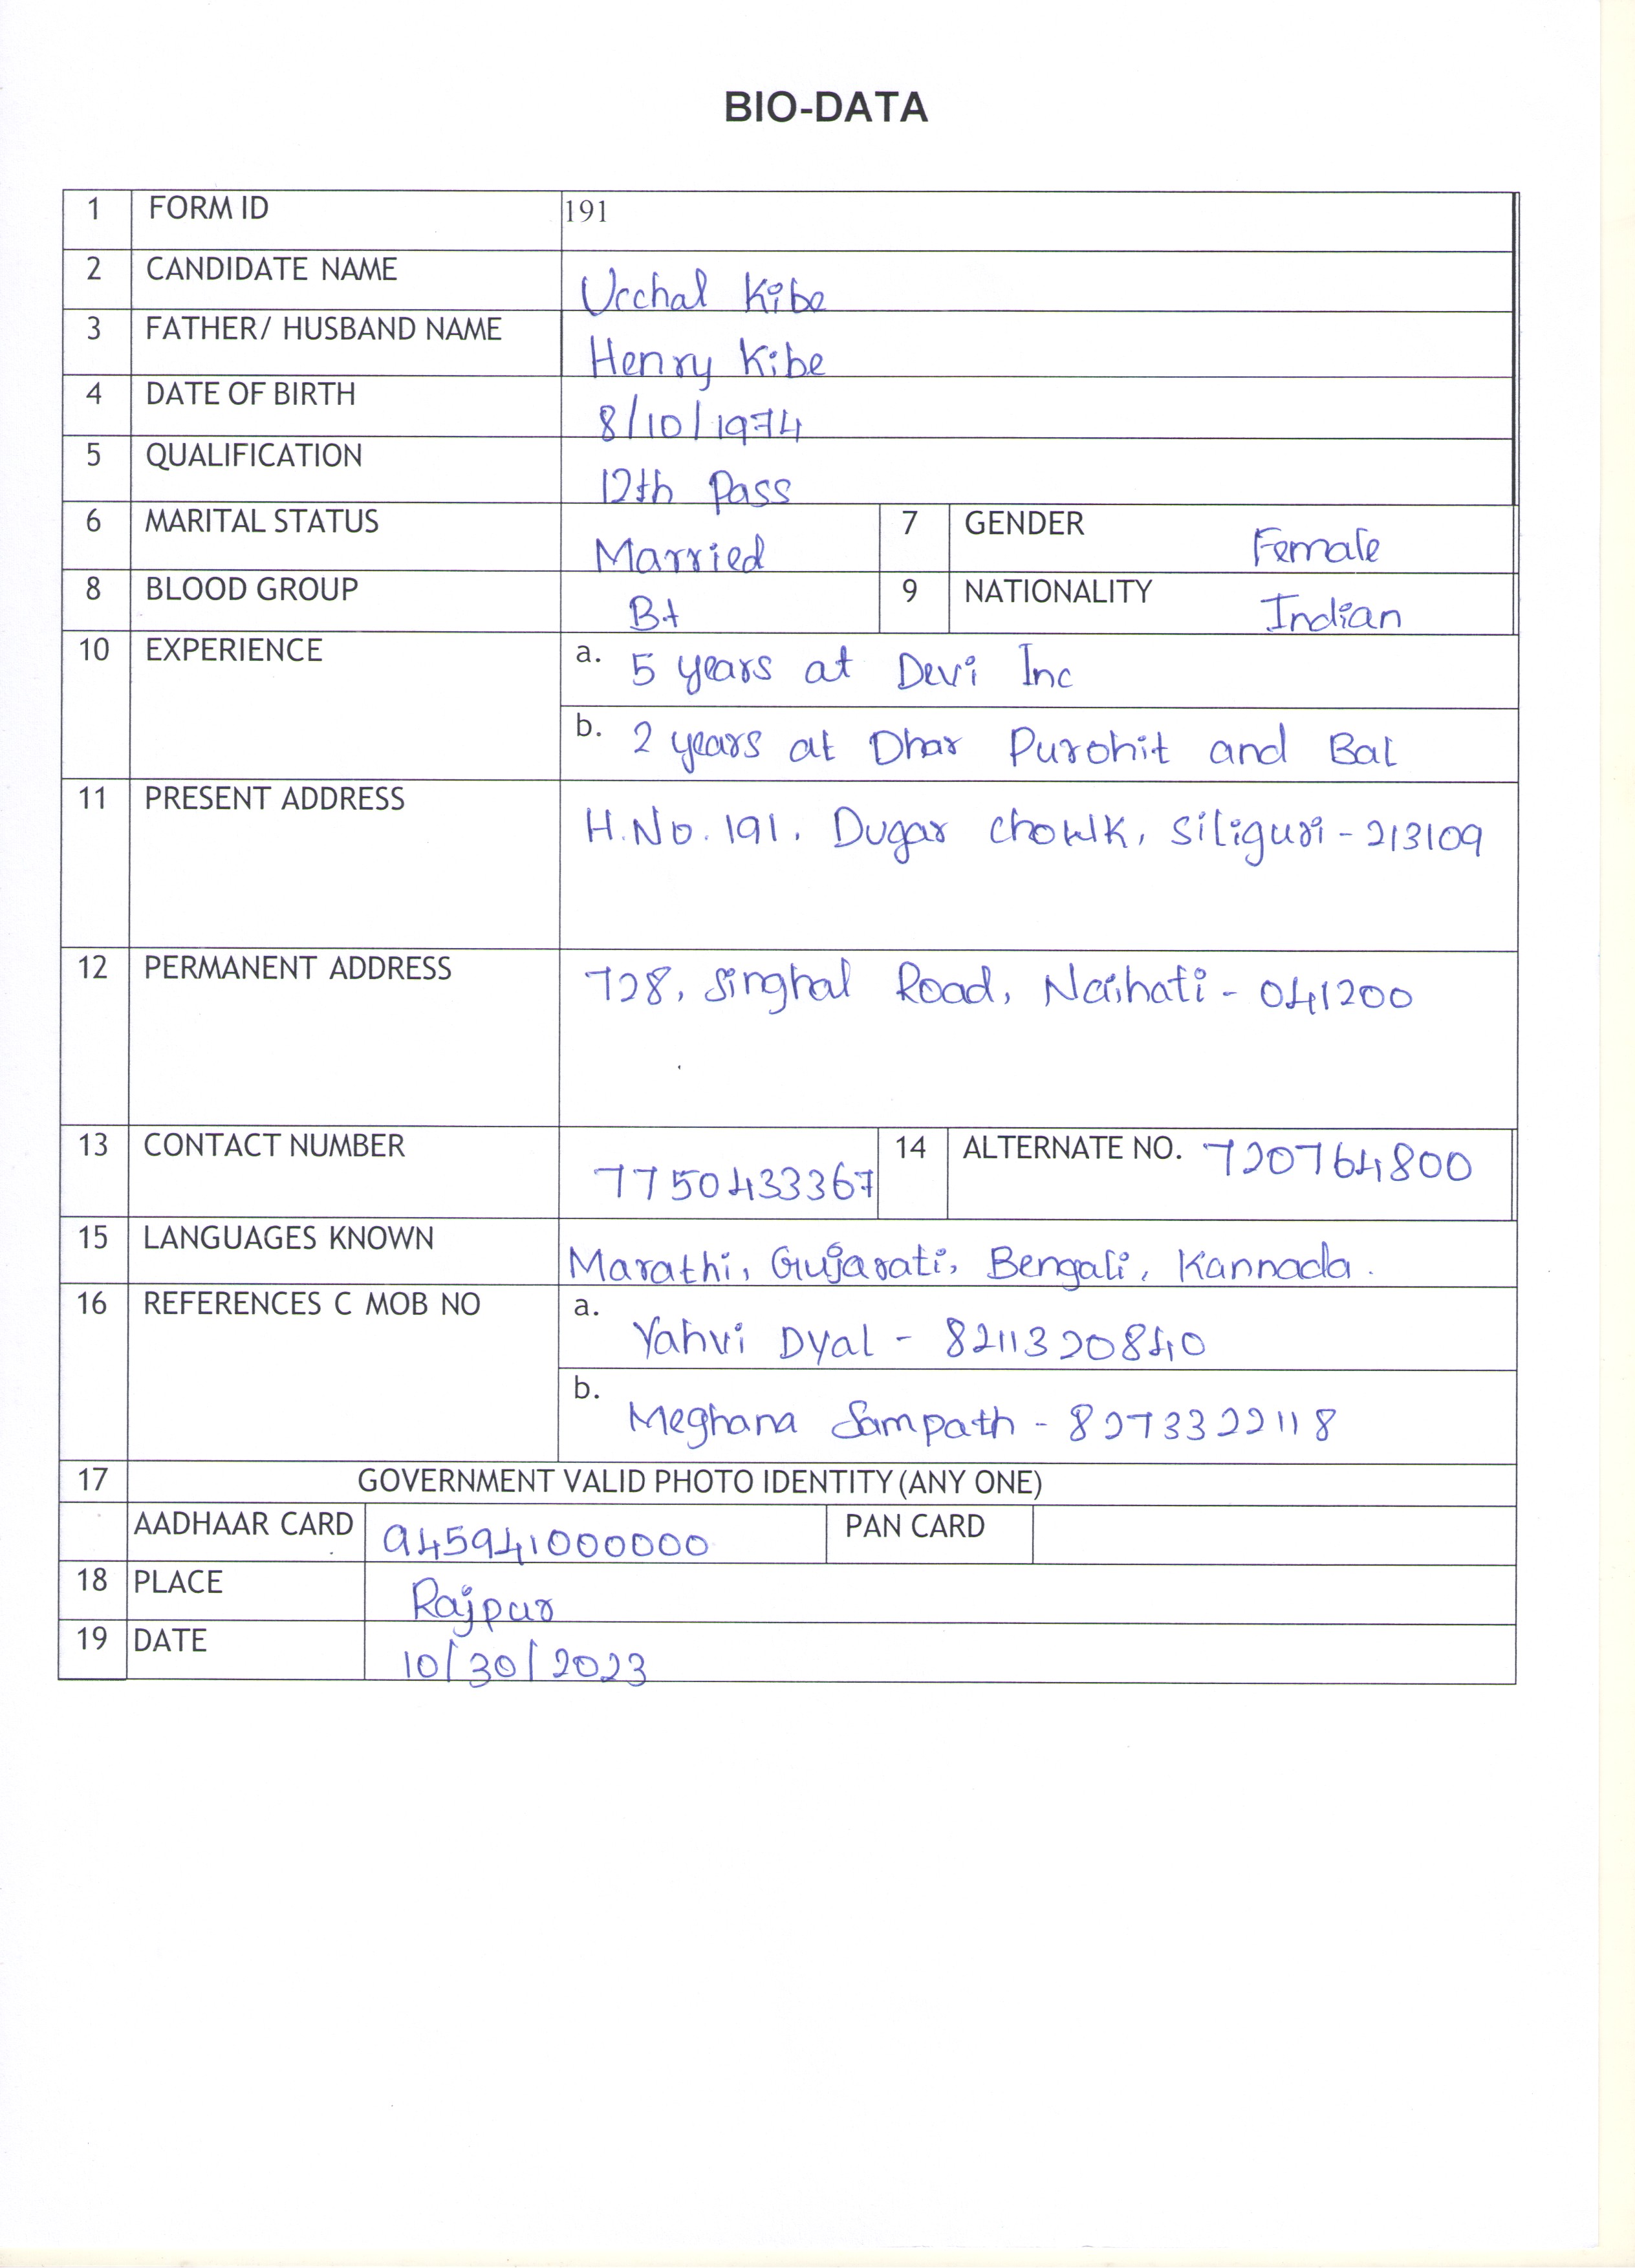 BIO-DATA
1 FORM ID 191
2 CANDIDATE NAME Urchal Kibe
3 FATHER/ HUSBAND NAME Henry Kibe
4 DATE OF BIRTH 8/10/1974
5 QUALIFICATION 12th Pass
6 MARITAL STATUS Married 7 GENDER Female
8 BLOOD GROUP B+ 9 NATIONALITY Indian
10 EXPERIENCE a. 5 years at Devi Inc
b. 2 years at Dhar Purohit and Bal
11 PRESENT ADDRESS H.No. 191, Dugar chowk, Siliguri - 213109
12 PERMANENT ADDRESS 728, Singhal Road, Naihati - 041200
13 CONTACT NUMBER 7750433367 14 ALTERNATE NO. 720764800
15 LANGUAGES KNOWN Marathi, Gujarati, Bengali, Kannada.
16 REFERENCES C MOB NO a. Yahvi Dyal - 8211320840
b. Meghana Sampath - 8273322118
17 GOVERNMENT VALID PHOTO IDENTITY (ANY ONE)
AADHAAR CARD 945941000000 PAN CARD
18 PLACE Rajpur
19 DATE 10/30/2023